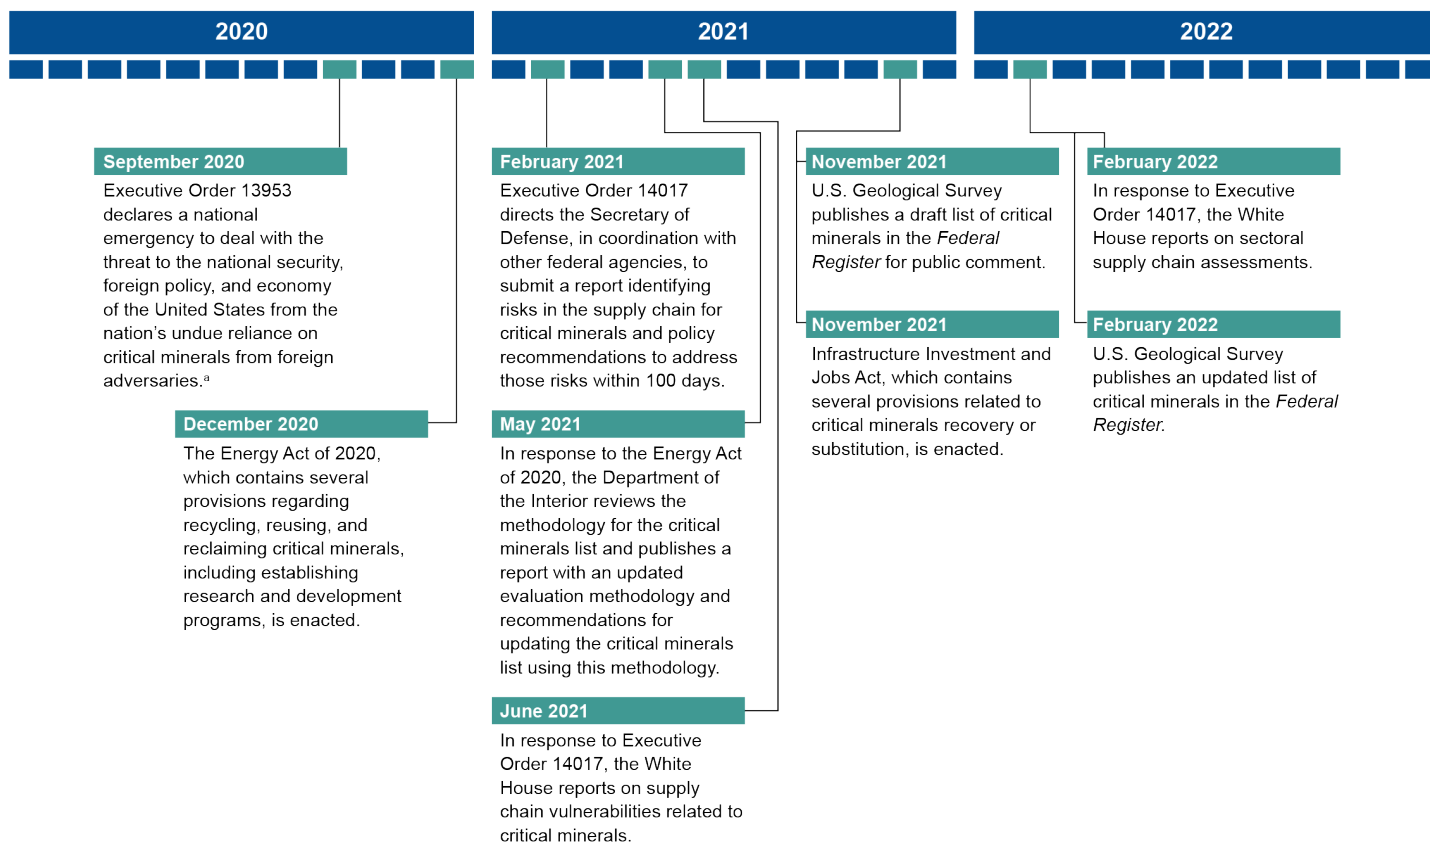 2020
2021
2022
September 2020
Executive Order 13953
declares a national
emergency to deal with the
threat to the national security,
foreign policy, and economy
of the United States from the
nation’s undue reliance on
critical minerals from foreign
adversaries.ᵃ
December 2020
The Energy Act of 2020,
which contains several
provisions regarding
recycling, reusing, and
reclaiming critical minerals,
including establishing
research and development
programs, is enacted.
February 2021
Executive Order 14017
directs the Secretary of
Defense, in coordination with
other federal agencies, to
submit a report identifying
risks in the supply chain for
critical minerals and policy
recommendations to address
those risks within 100 days.
May 2021
In response to the Energy Act
of 2020, the Department of
the Interior reviews the
methodology for the critical
minerals list and publishes a
report with an updated
evaluation methodology and
recommendations for
updating the critical minerals
list using this methodology.
June 2021
In response to Executive
Order 14017, the White
House reports on supply
chain vulnerabilities related to
critical minerals.
November 2021
U.S. Geological Survey
publishes a draft list of critical
minerals in the Federal
Register for public comment.
November 2021
Infrastructure Investment and
Jobs Act, which contains
several provisions related to
critical minerals recovery or
substitution, is enacted.
February 2022
In response to Executive
Order 14017, the White
House reports on sectoral
supply chain assessments.
February 2022
U.S. Geological Survey
publishes an updated list of
critical minerals in the Federal
Register.